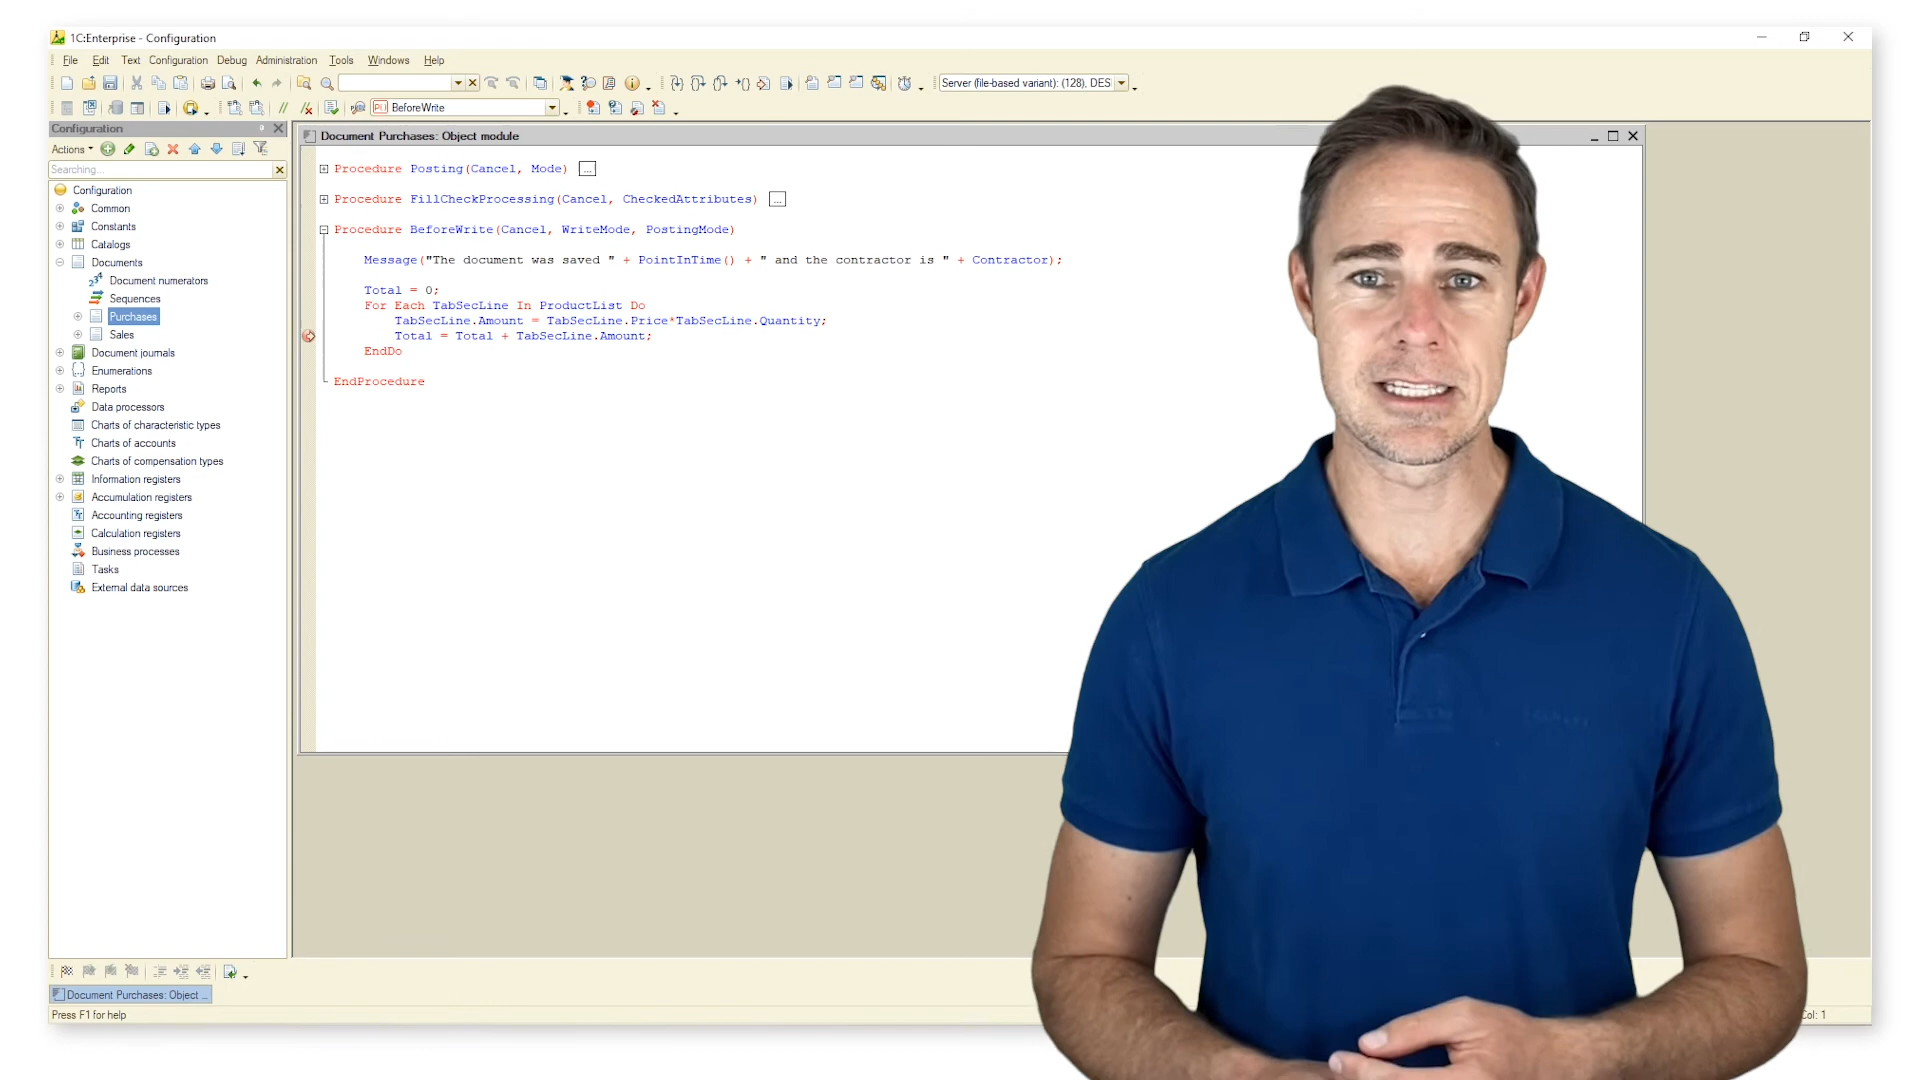 1C:Enterprise - Configuration
File Edit Text Configuration Debug Administration Tools Windows Help
Server (file-based variant): (128), DES
BeforeWrite
Configuration
Document Purchases: Object module
Actions
Searching...
Procedure Posting(Cancel, Mode) ...
Procedure FillCheckProcessing(Cancel, CheckedAttributes) ...
Procedure BeforeWrite(Cancel, WriteMode, PostingMode)
Message("The document was saved " + PointInTime() + " and the contractor is " + Contractor);
Total = 0;
For Each TabSecLine In ProductList Do
TabSecLine.Amount = TabSecLine.Price*TabSecLine.Quantity;
Total = Total + TabSecLine.Amount;
EndDo
EndProcedure
Configuration
Common
Constants
Catalogs
Documents
Document numerators
Sequences
Purchases
Sales
Document journals
Enumerations
Reports
Data processors
Charts of characteristic types
Charts of accounts
Charts of compensation types
Information registers
Accumulation registers
Accounting registers
Calculation registers
Business processes
Tasks
External data sources
Document Purchases: Object ...
Press F1 for help
Col: 1